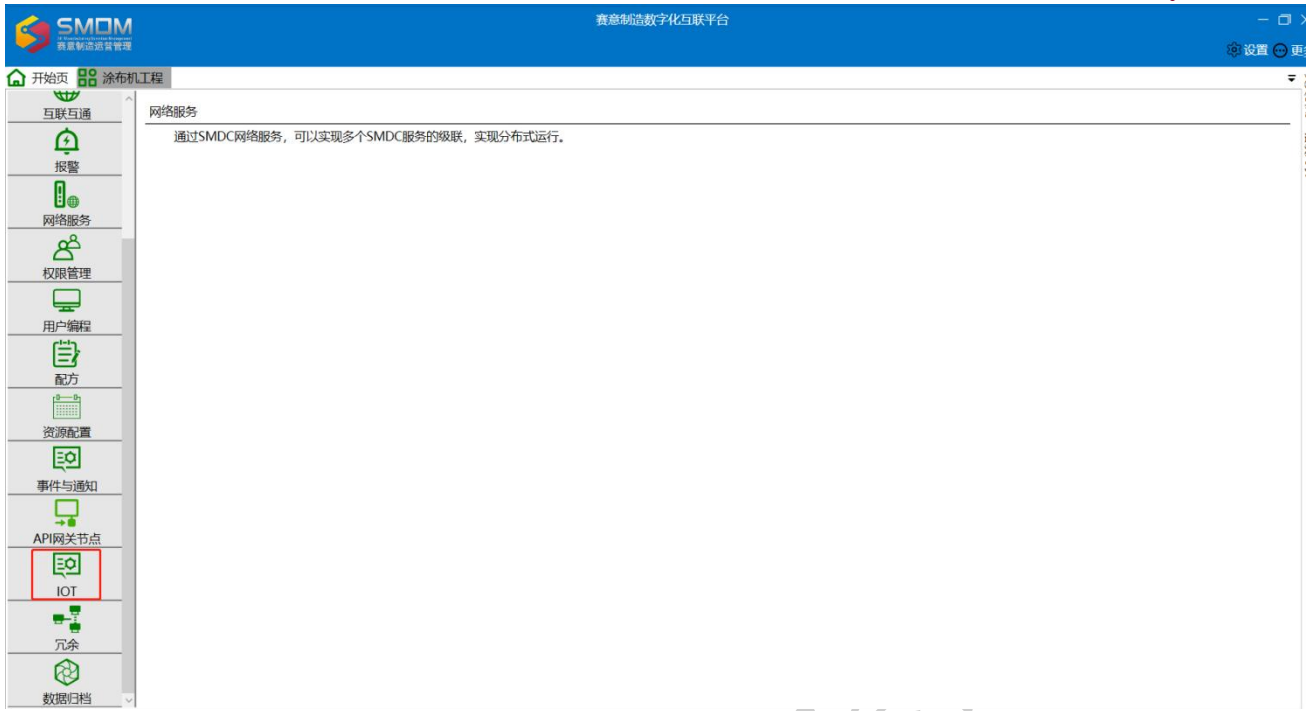 SMOM
赛意制造运营管理
赛意制造数字化互联平台
设置
开始页
涂布机工程
互联互通
报警
网络服务
权限管理
用户编程
配方
资源配置
事件与通知
API网关节点
IOT
冗余
数据归档
网络服务
通过SMDC网络服务，可以实现多个SMDC服务的级联，实现分布式运行。